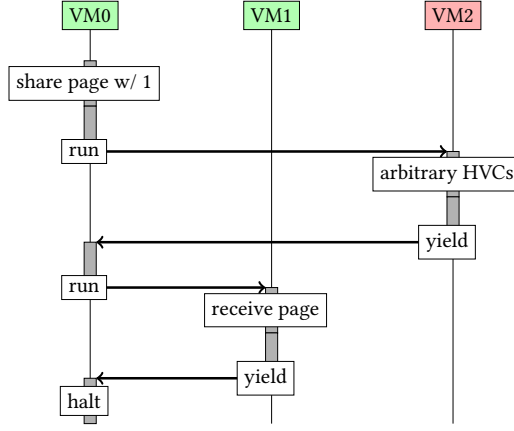 VM0 VM1 VM2
share page w/ 1
run
arbitrary HVCs
yield
run
receive page
yield
halt